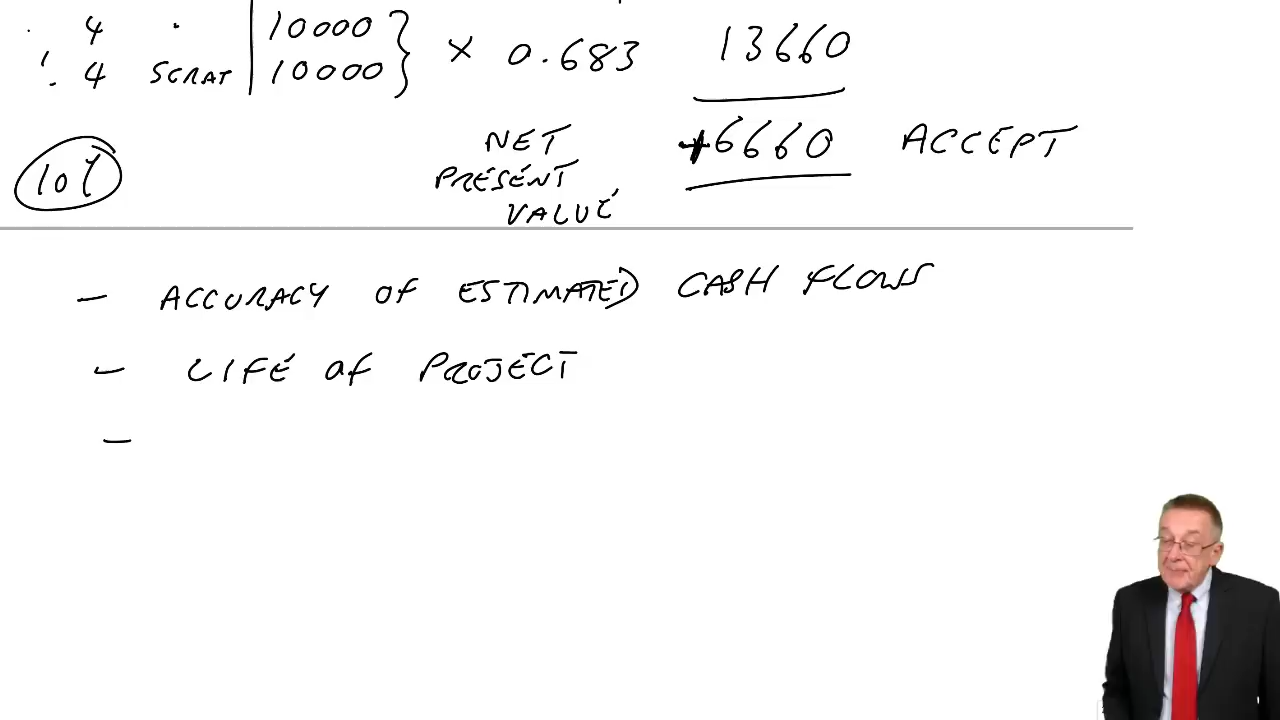 4 " 10000
4 SCRAP 10000 } × 0.683 13660
NET +6660 ACCEPT
PRESENT
VALUE
10%
- ACCURACY OF ESTIMATED CASH FLOWS
- LIFE OF PROJECT
-